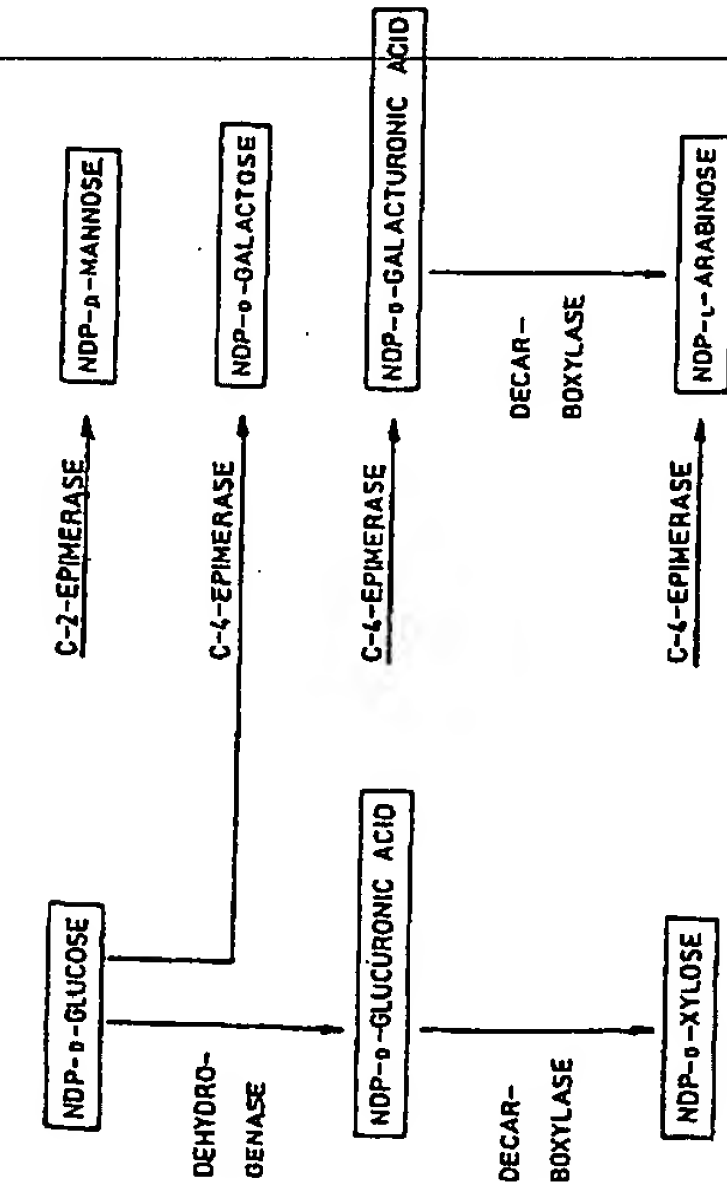 NDP-D-GLUCOSE
C-2-EPIMERASE
NDP-D-MANNOSE
DEHYDRO-
GENASE
C-4-EPIMERASE
NDP-D-GALACTOSE
NDP-D-GLUCURONIC ACID
C-4-EPIMERASE
NDP-D-GALACTURONIC ACID
DECAR-
BOXYLASE
DECAR-
BOXYLASE
NDP-D-XYLOSE
C-4-EPIMERASE
NDP-L-ARABINOSE